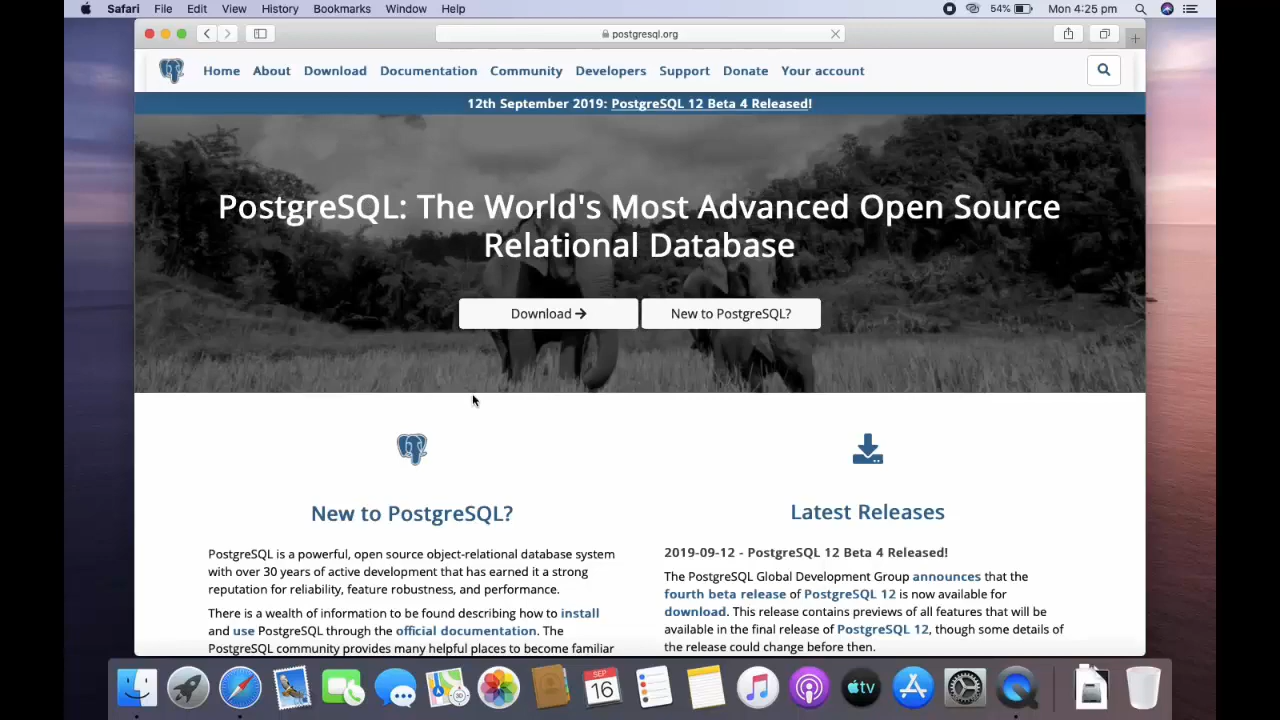 Safari File Edit View History Bookmarks Window Help 54% Mon 4:25 pm
postgresql.org
Home About Download Documentation Community Developers Support Donate Your account
12th September 2019: PostgreSQL 12 Beta 4 Released!
PostgreSQL: The World's Most Advanced Open Source
Relational Database
Download New to PostgreSQL?
New to PostgreSQL?
PostgreSQL is a powerful, open source object-relational database system
with over 30 years of active development that has earned it a strong
reputation for reliability, feature robustness, and performance.
There is a wealth of information to be found describing how to install
and use PostgreSQL through the official documentation. The
PostgreSQL community provides many helpful places to become familiar
Latest Releases
2019-09-12 - PostgreSQL 12 Beta 4 Released!
The PostgreSQL Global Development Group announces that the
fourth beta release of PostgreSQL 12 is now available for
download. This release contains previews of all features that will be
available in the final release of PostgreSQL 12, though some details of
the release could change before then.
SEP
16
tv